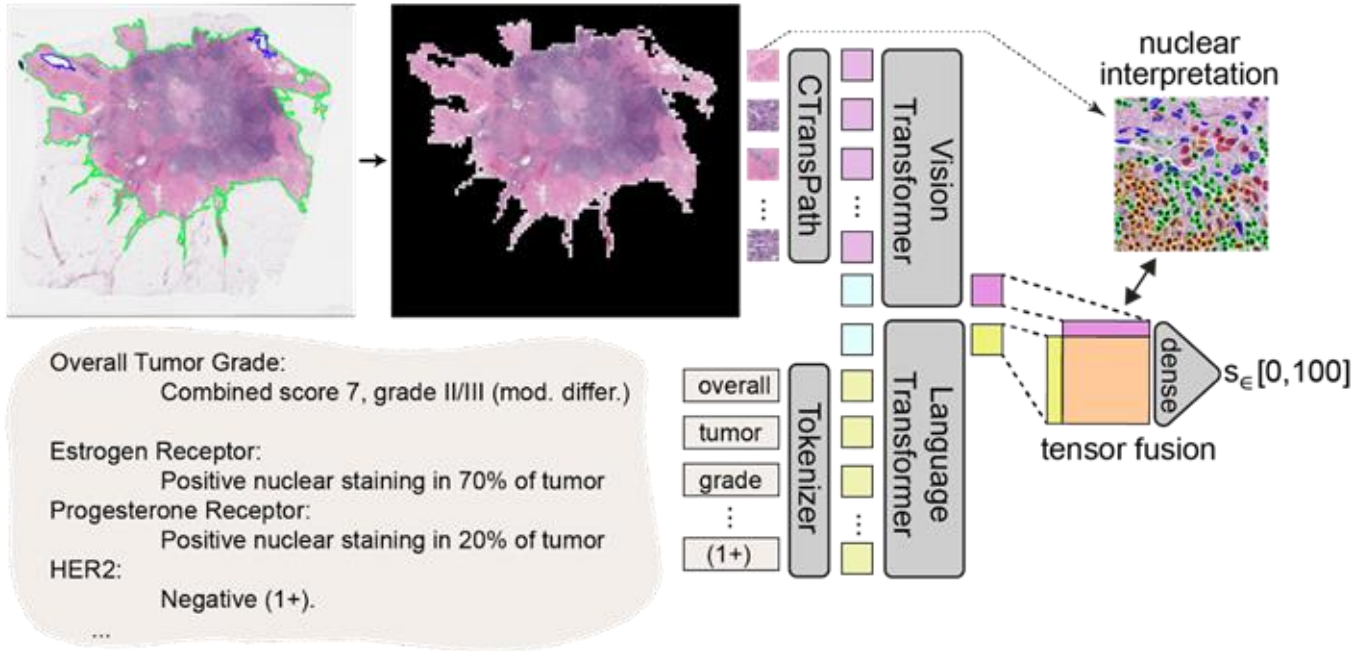 nuclear
interpretation
CTransPath
Vision
Transformer
Overall Tumor Grade:
Combined score 7, grade II/III (mod. differ.)
Estrogen Receptor:
Positive nuclear staining in 70% of tumor
Progesterone Receptor:
Positive nuclear staining in 20% of tumor
HER2:
Negative (1+).
...
overall
tumor
grade
...
(1+)
Tokenizer
Language
Transformer
dense
s∈[0,100]
tensor fusion